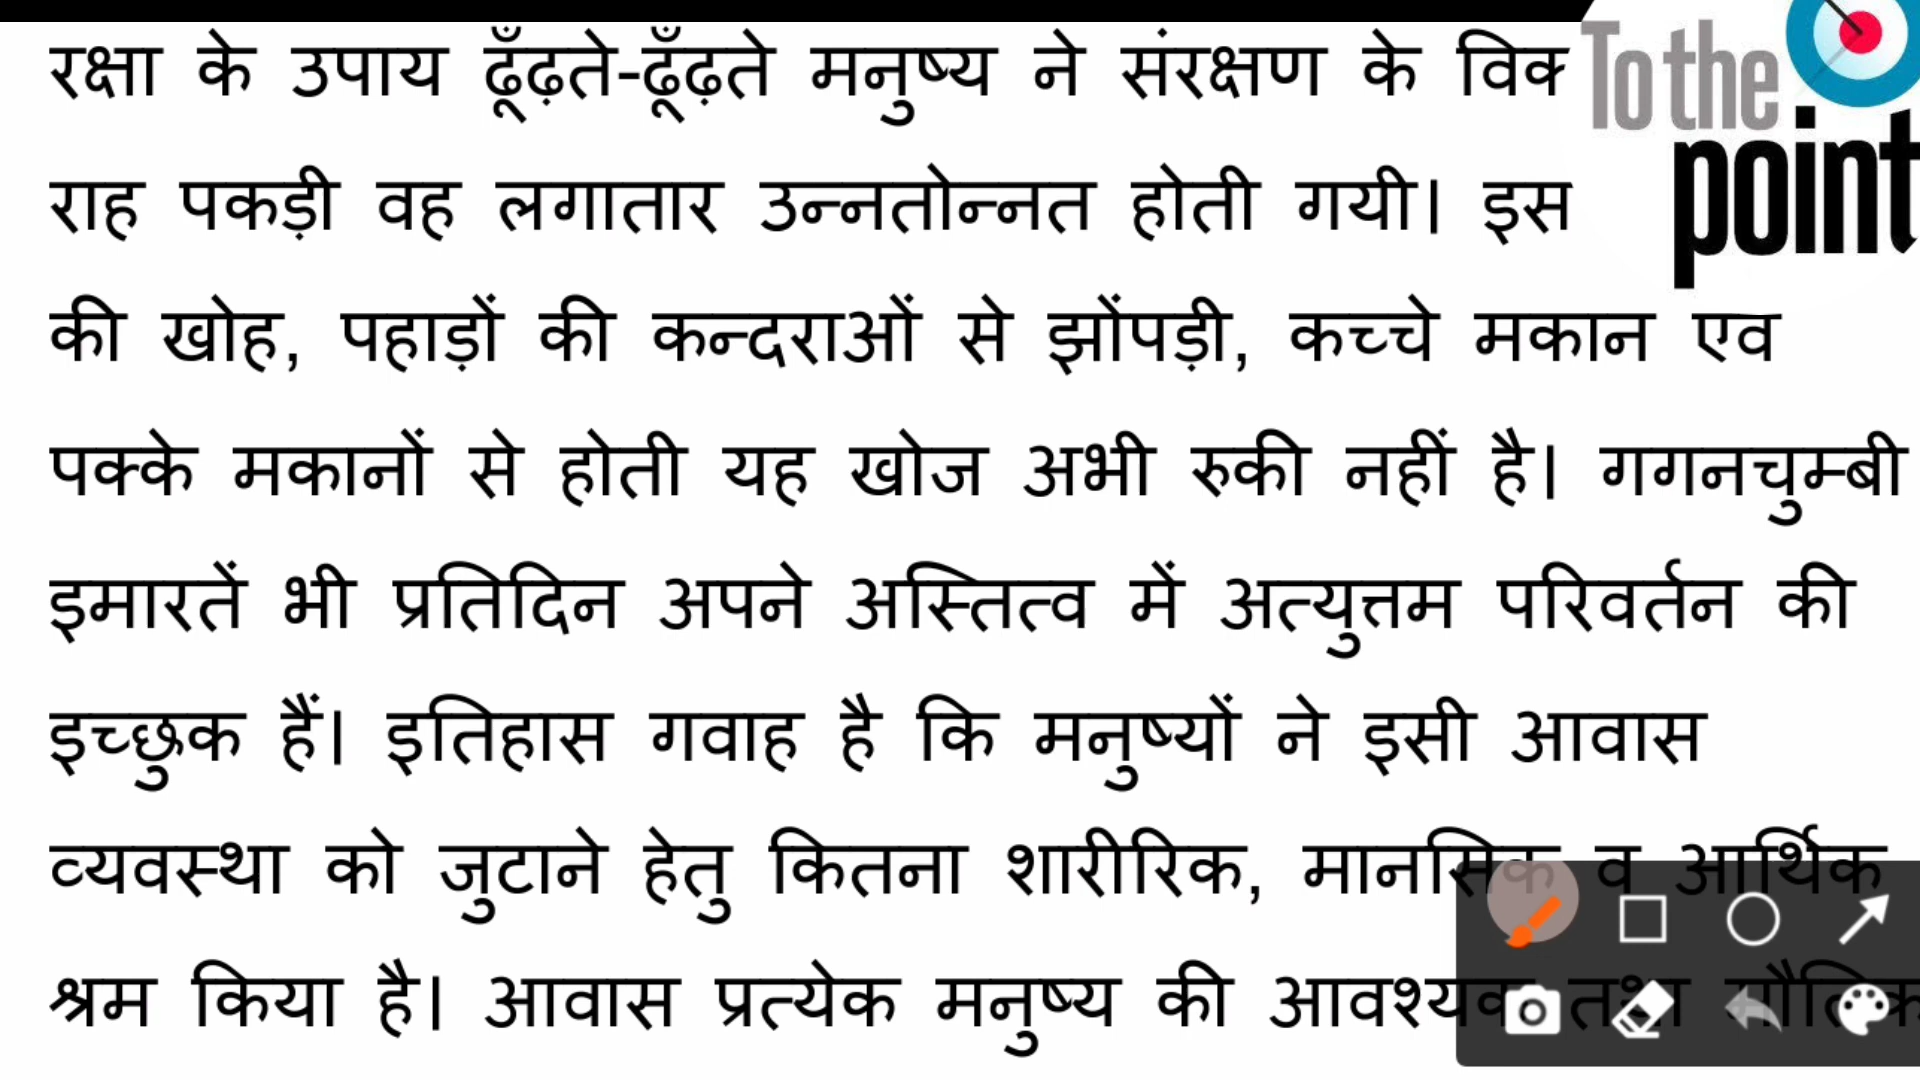 रक्षा के उपाय ढूँढ़ते-ढूँढ़ते मनुष्य ने संरक्षण के
राह पकड़ी वह लगातार उन्नतोन्नत होती गयी। इस
की खोह, पहाड़ों की कन्दराओं से झोंपड़ी, कच्चे मकान एव
पक्के मकानों से होती यह खोज अभी रुकी नहीं है। गगनचुम्बी
इमारतें भी प्रतिदिन अपने अस्तित्व में अत्युत्तम परिवर्तन की
इच्छुक हैं। इतिहास गवाह है कि मनुष्यों ने इसी आवास
व्यवस्था को जुटाने हेतु कितना शारीरिक, मानसिक व आर्थिक
श्रम किया है। आवास प्रत्येक मनुष्य की तथा
To the
point